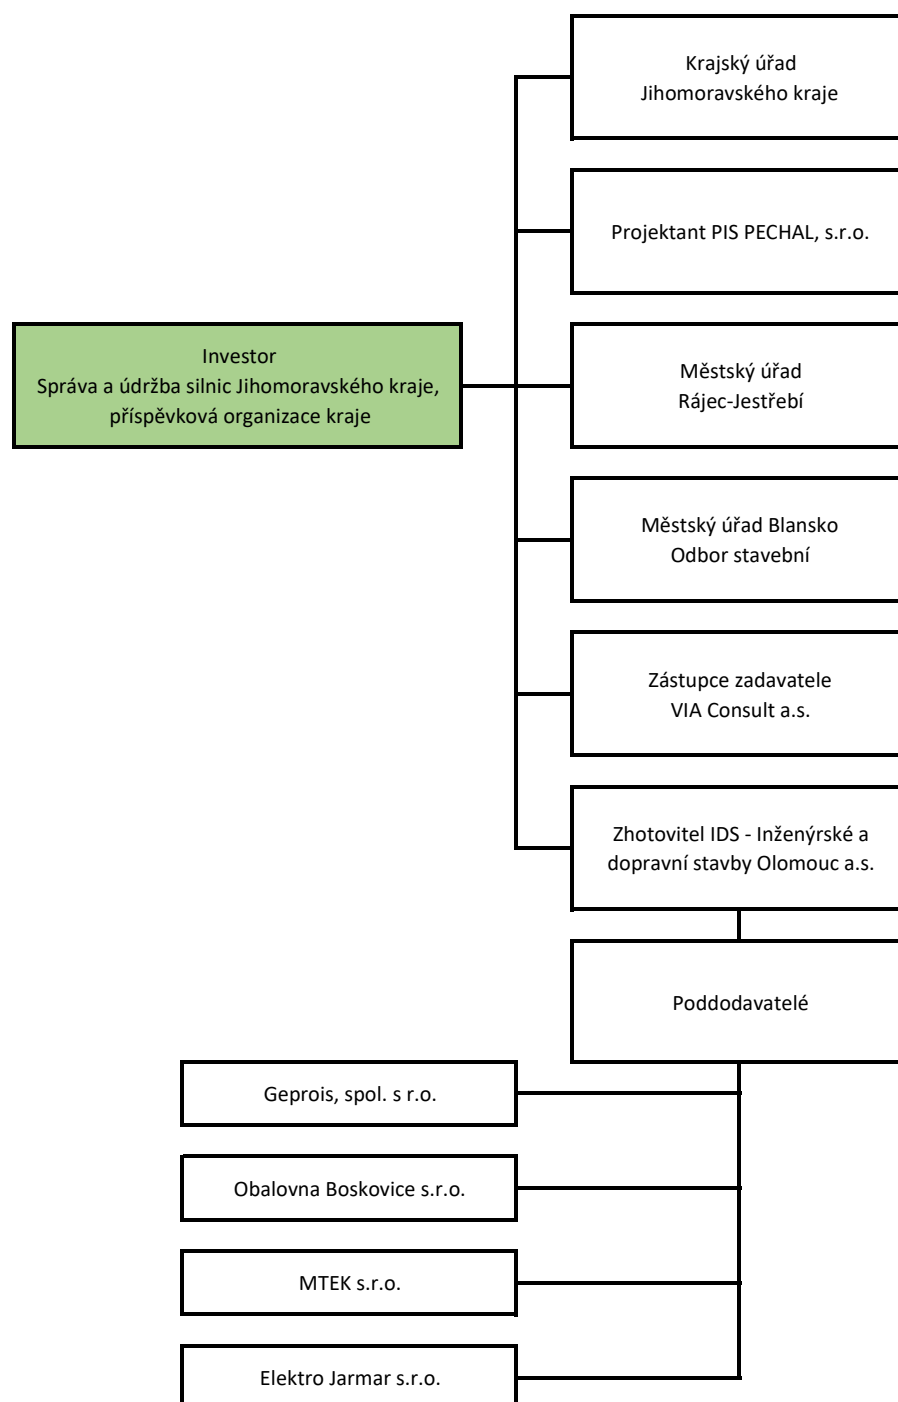 Krajský úřad
Jihomoravského kraje
Projektant PIS PECHAL, s.r.o.
Investor
Správa a údržba silnic Jihomoravského kraje,
příspěvková organizace kraje
Městský úřad
Rájec-Jestřebí
Městský úřad Blansko
Odbor stavební
Zástupce zadavatele
VIA Consult a.s.
Zhotovitel IDS - Inženýrské a
dopravní stavby Olomouc a.s.
Poddodavatelé
Geprois, spol. s r.o.
Obalovna Boskovice s.r.o.
MTEK s.r.o.
Elektro Jarmar s.r.o.